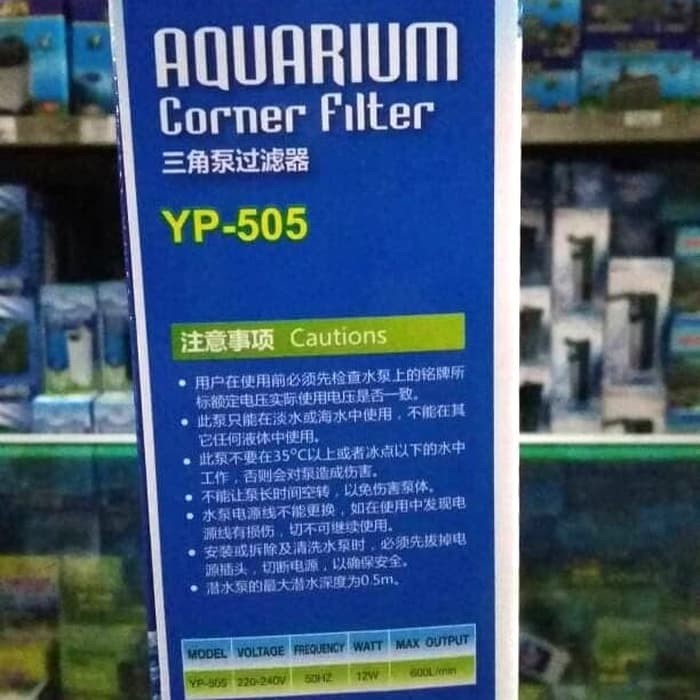 AQUARIUM
Corner Filter
三角泵过滤器
YP-505
注意事项 Cautions
• 用户在使用前必须先检查水泵上的铭牌所
标额定电压实际使用电压是否一致。
• 此泵只能在淡水或海水中使用，不能在其
它任何液体中使用。
• 此泵不要在35°C以上或者冰点以下的水中
工作，否则会对泵造成伤害。
• 不能让泵长时间空转，以免伤害泵体。
• 水泵电源线不能更换，如在使用中发现电
源线有损伤，切不可继续使用。
• 安装或拆除及清洗水泵时，必须先拔掉电
源插头，切断电源，以确保安全。
• 潜水泵的最大潜水深度为0.5m。
MODEL VOLTAGE FREQUENCY WATT MAX OUTPUT
YP-505 220-240V 50HZ 12W 600L/min